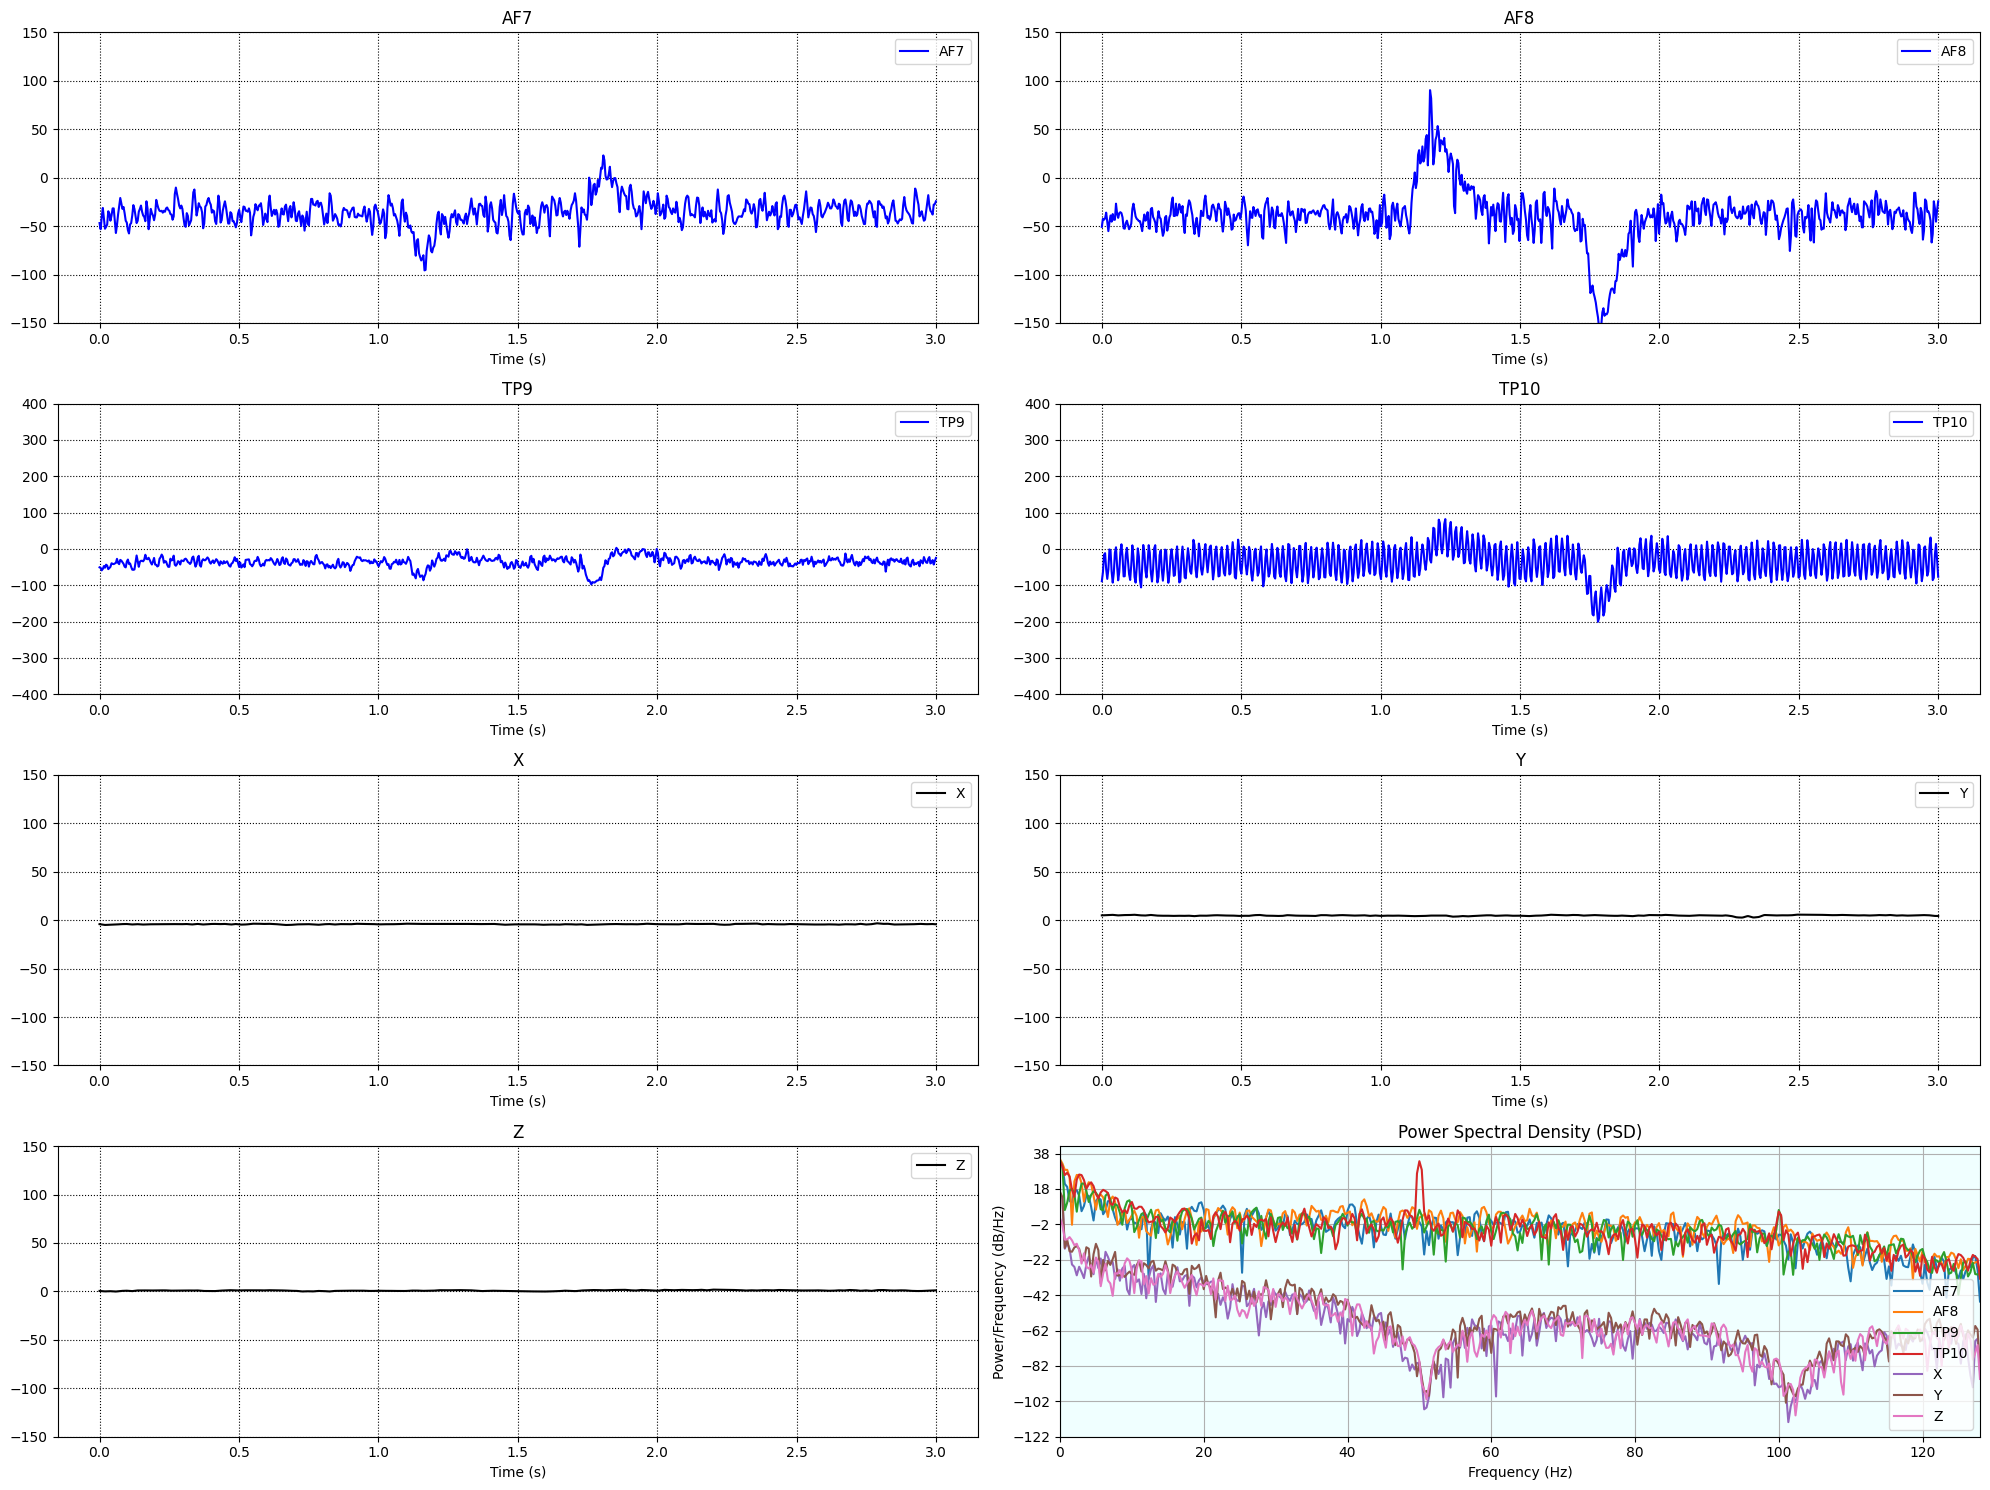 AF7
150
100
50
0
−50
−100
−150
AF7
0.0 0.5 1.0 1.5 2.0 2.5 3.0
Time (s)
AF8
150
100
50
0
−50
−100
−150
AF8
0.0 0.5 1.0 1.5 2.0 2.5 3.0
Time (s)
TP9
400
300
200
100
0
−100
−200
−300
−400
TP9
0.0 0.5 1.0 1.5 2.0 2.5 3.0
Time (s)
TP10
400
300
200
100
0
−100
−200
−300
−400
TP10
0.0 0.5 1.0 1.5 2.0 2.5 3.0
Time (s)
X
150
100
50
0
−50
−100
−150
X
0.0 0.5 1.0 1.5 2.0 2.5 3.0
Time (s)
Y
150
100
50
0
−50
−100
−150
Y
0.0 0.5 1.0 1.5 2.0 2.5 3.0
Time (s)
Z
150
100
50
0
−50
−100
−150
Z
0.0 0.5 1.0 1.5 2.0 2.5 3.0
Time (s)
Power Spectral Density (PSD)
Power/Frequency (dB/Hz)
38
18
−2
−22
−42
−62
−82
−102
−122
AF7
AF8
TP9
TP10
X
Y
Z
0 20 40 60 80 100 120
Frequency (Hz)